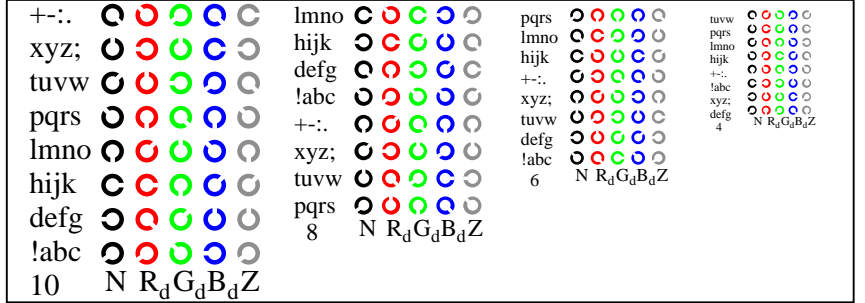 +-:.
xyz;
tuvw
pqrs
lmno
hijk
defg
!abc
10 N RdGdBdZ
lmno
hijk
defg
!abc
+-:.
xyz;
tuvw
pqrs
8 N RdGdBdZ
pqrs
lmno
hijk
+-:.
xyz;
tuvw
defg
!abc
6 N RdGdBdZ
tuvw
pqrs
lmno
hijk
+-:.
!abc
xyz;
defg
N RdGdBdZ
4